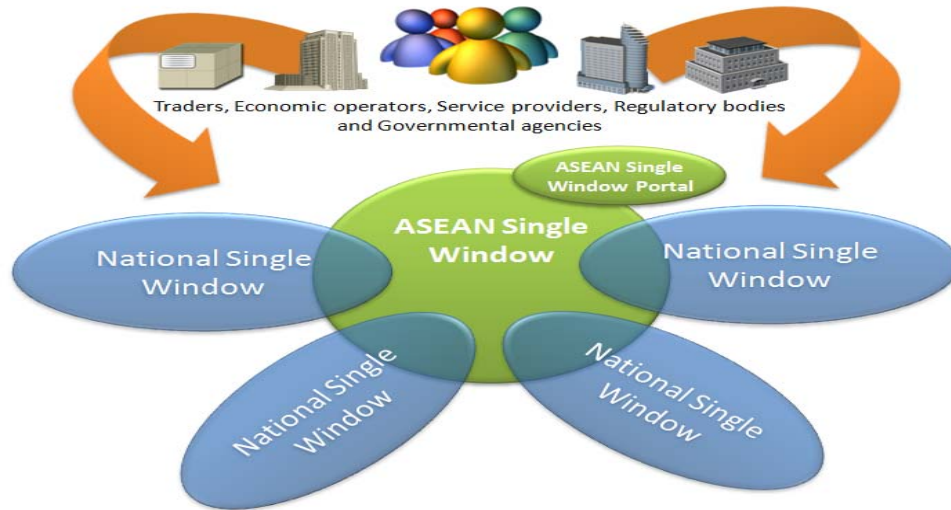 Traders, Economic operators, Service providers, Regulatory bodies
and Governmental agencies
ASEAN Single
Window Portal
ASEAN Single
Window
National Single
Window
National Single
Window
National Single
Window
National Single
Window